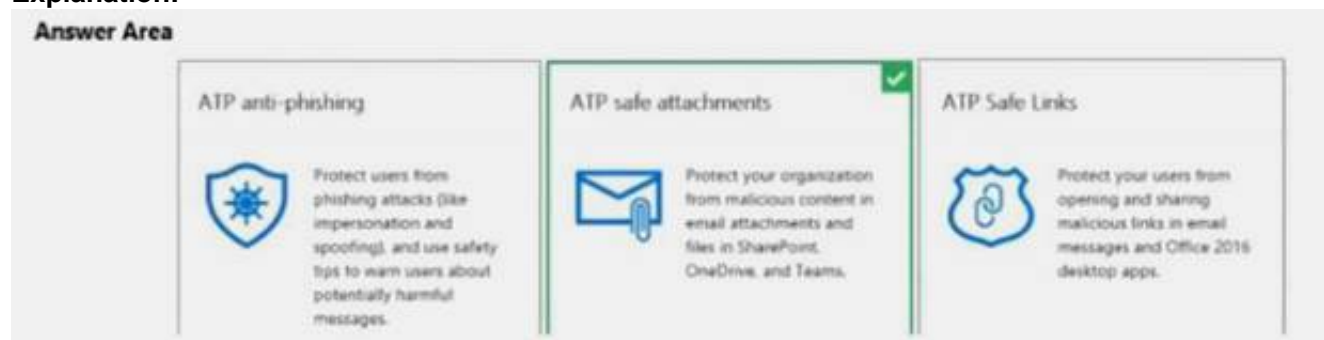 Explanation:
Answer Area
ATP anti-phishing
Protect users from
phishing attacks (like
impersonation and
spoofing), and use safety
tips to warn users about
potentially harmful
messages.
ATP safe attachments
Protect your organization
from malicious content in
email attachments and
files in SharePoint,
OneDrive, and Teams.
ATP Safe Links
Protect your users from
opening and sharing
malicious links in email
messages and Office 2016
desktop apps.